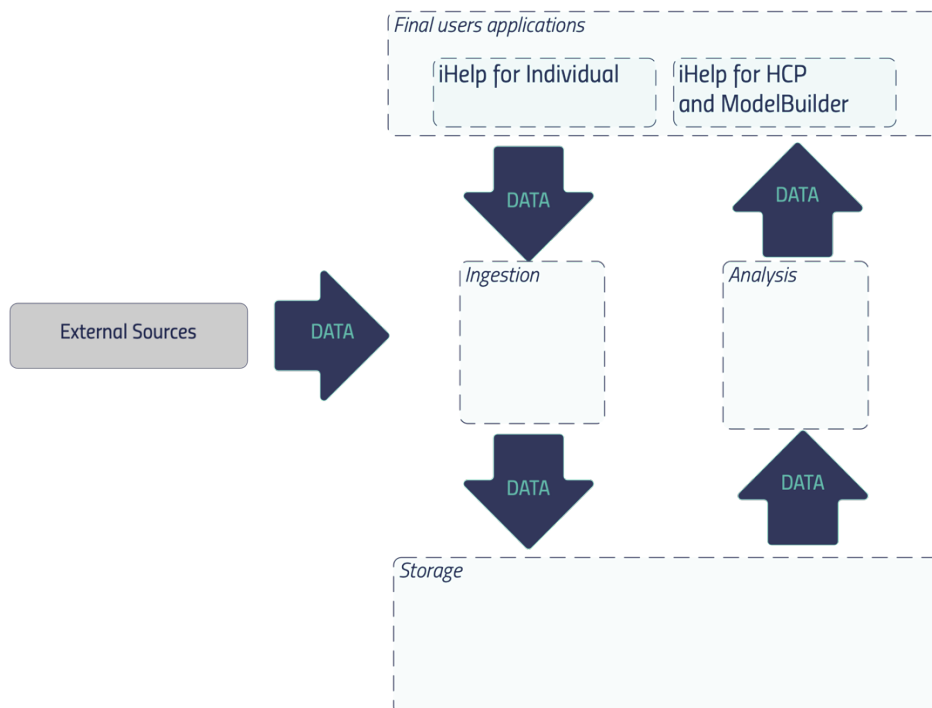 Final users applications
iHelp for Individual
iHelp for HCP
and ModelBuilder
DATA
DATA
Ingestion
Analysis
External Sources
DATA
DATA
DATA
Storage